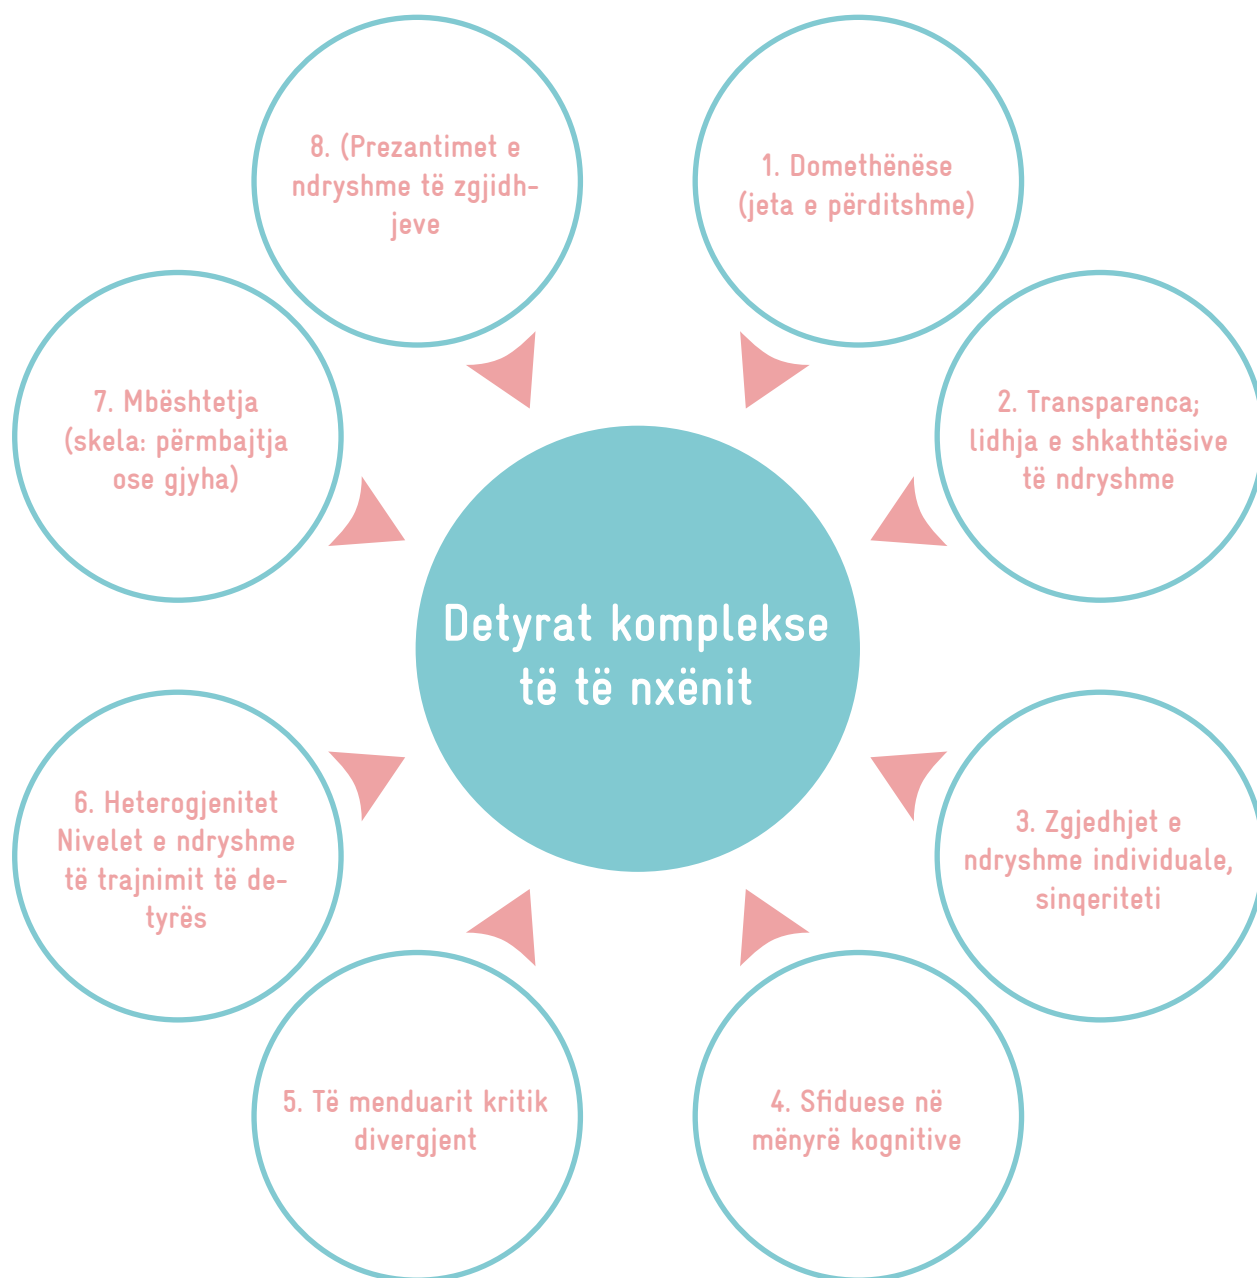 Detyrat komplekse
të të nxënit
1. Domethënëse
(jeta e përditshme)
2. Transparenca;
lidhja e shkathtësive
të ndryshme
3. Zgjedhjet e
ndryshme individuale,
sinqeriteti
4. Sfiduese në
mënyrë kognitive
5. Të menduarit kritik
divergjent
6. Heterogjenitet
Nivelet e ndryshme
të trajnimit të de-
tyrës
7. Mbështetja
(skela: përmbajtja
ose gjyha)
8. (Prezantimet e
ndryshme të zgjidh-
jeve